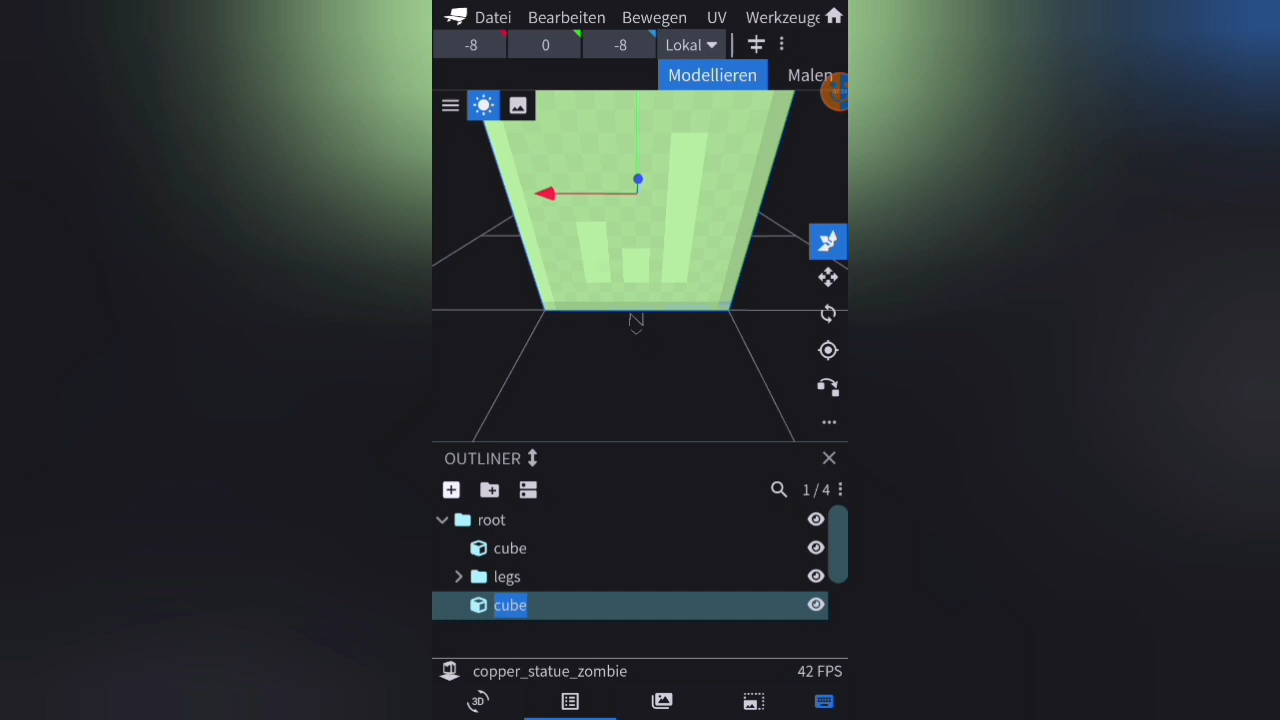 Datei Bearbeiten Bewegen UV Werkzeuge
-8 0 -8 Lokal
Modellieren Malen
N
OUTLINER
1 / 4
root
cube
legs
cube
copper_statue_zombie 42 FPS
3D